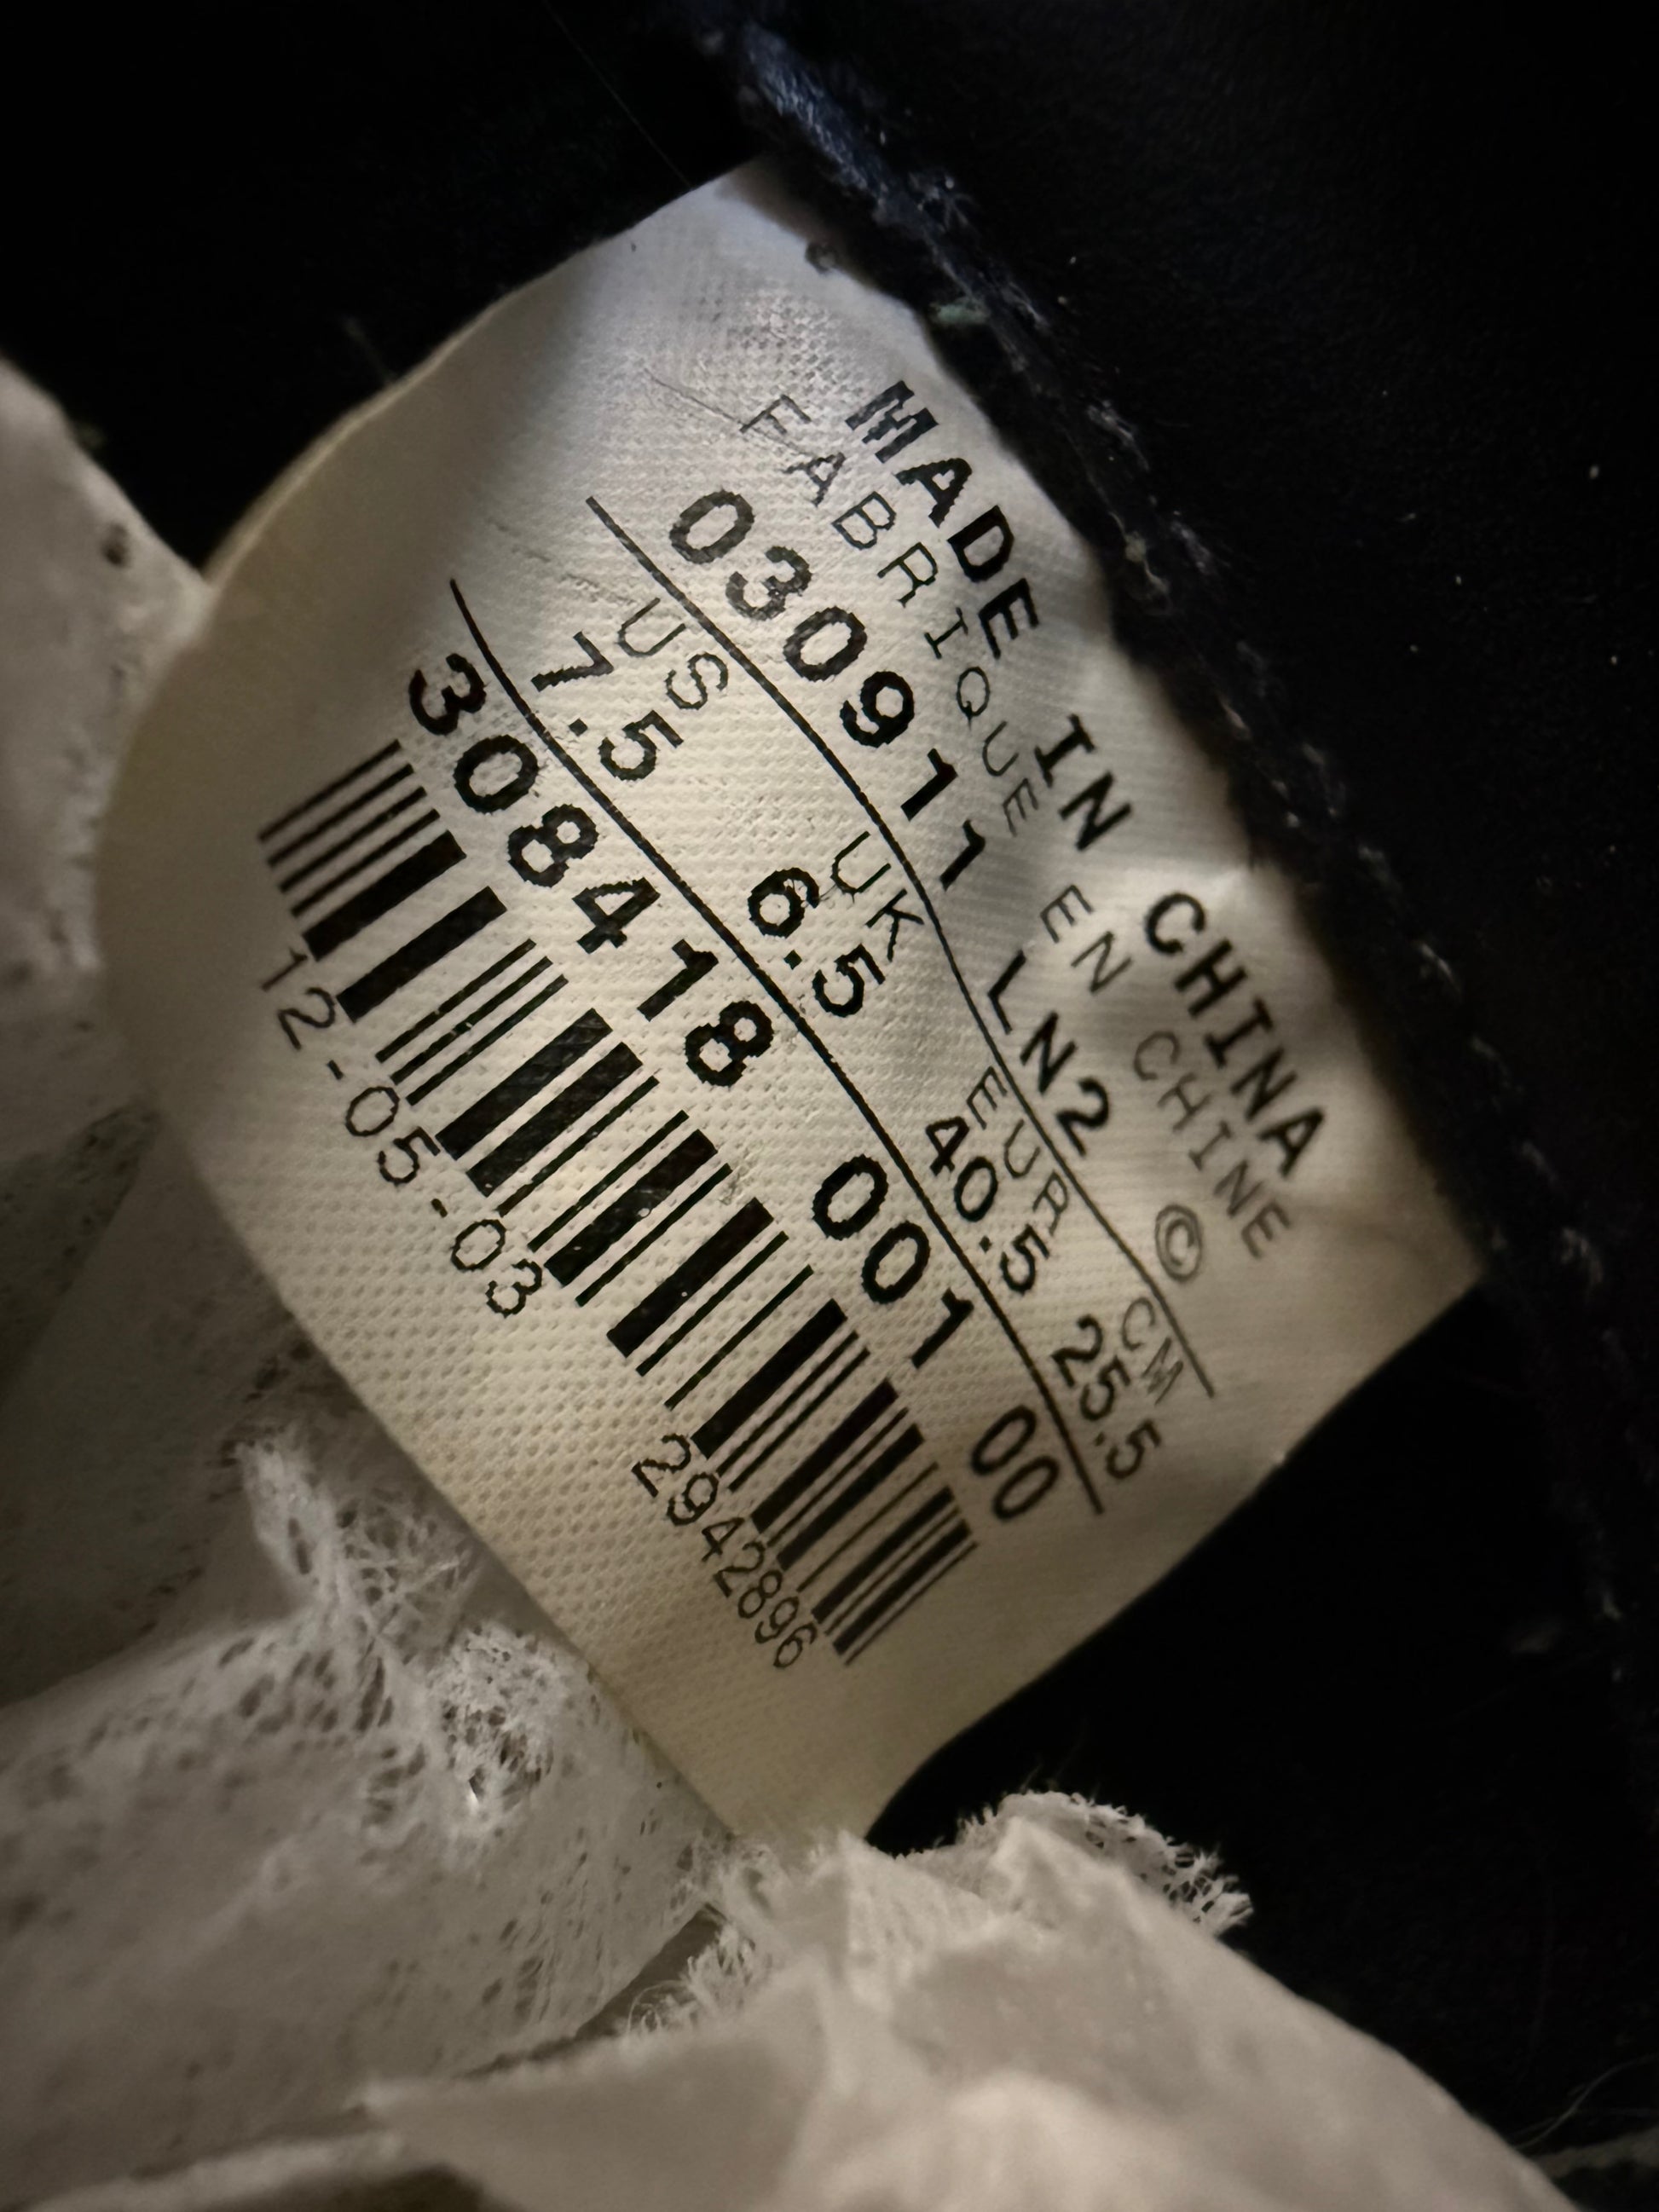 MADE IN CHINA
FABRIQUE EN CHINE
030911 LN2 ©
US UK EUR CM
7.5 6.5 40.5 25.5
308418 001 00
12-05-03 2942896